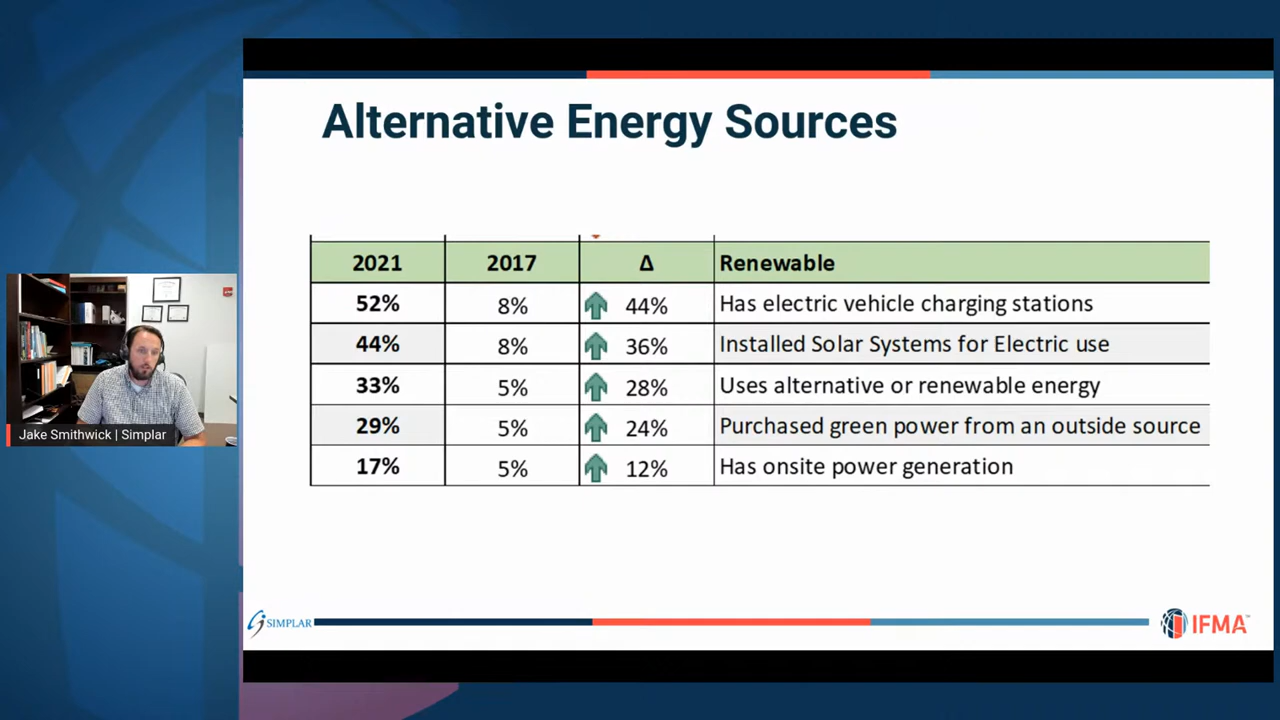 Alternative Energy Sources
2021 2017 Δ Renewable
52% 8% 44% Has electric vehicle charging stations
44% 8% 36% Installed Solar Systems for Electric use
33% 5% 28% Uses alternative or renewable energy
29% 5% 24% Purchased green power from an outside source
17% 5% 12% Has onsite power generation
Jake Smithwick | Simplar
SIMPLAR
IFMA™